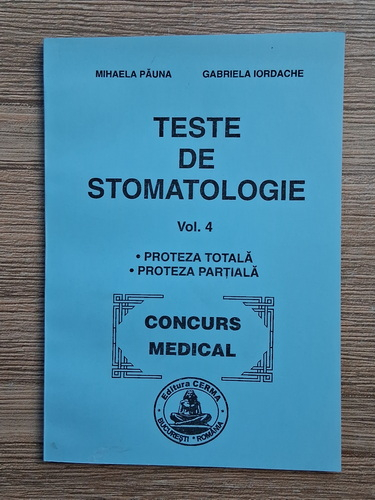 MIHAELA PĂUNA GABRIELA IORDACHE
TESTE
DE
STOMATOLOGIE
Vol. 4
• PROTEZA TOTALĂ
• PROTEZA PARȚIALĂ
CONCURS
MEDICAL
Editura CERMA
BUCUREȘTI * ROMÂNIA